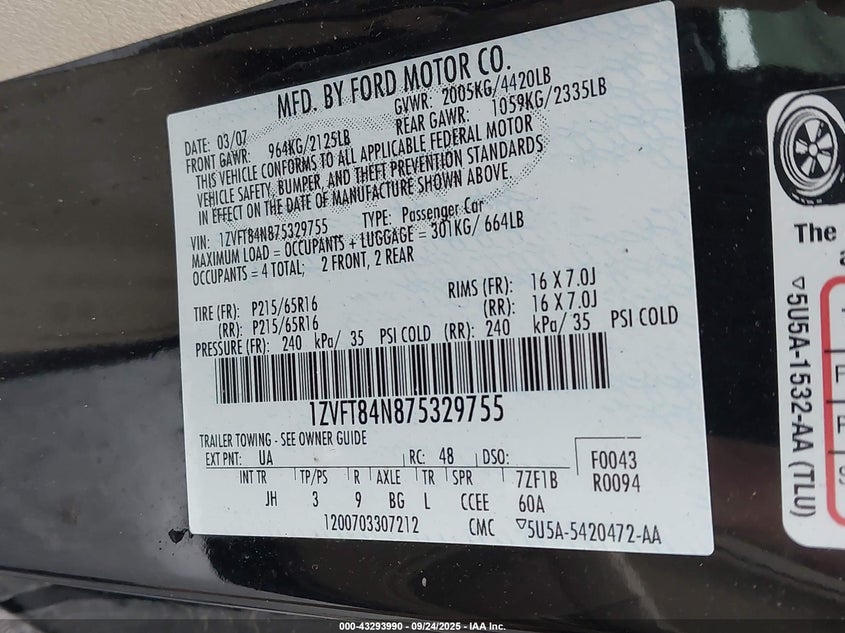 MFD. BY FORD MOTOR CO.
DATE: 03/07 GVWR: 2005KG/4420LB
FRONT GAWR: 964KG/2125LB REAR GAWR: 1059KG/2335LB
THIS VEHICLE CONFORMS TO ALL APPLICABLE FEDERAL MOTOR
VEHICLE SAFETY, BUMPER, AND THEFT PREVENTION STANDARDS
IN EFFECT ON THE DATE OF MANUFACTURE SHOWN ABOVE.
VIN: 1ZVFT84N875329755 TYPE: Passenger Car
MAXIMUM LOAD = OCCUPANTS + LUGGAGE = 301KG/ 664LB
OCCUPANTS = 4 TOTAL; 2 FRONT, 2 REAR
TIRE (FR): P215/65R16 RIMS (FR): 16 X 7.0J
(RR): P215/65R16 (RR): 16 X 7.0J
PRESSURE (FR): 240 kPa/ 35 PSI COLD (RR): 240 kPa/ 35 PSI COLD
1ZVFT84N875329755
TRAILER TOWING - SEE OWNER GUIDE
EXT PNT: UA RC: 48 DSO: F0043
INT TR TP/PS R AXLE TR SPR 7ZF1B R0094
JH 3 9 BG L CCEE 60A
1200703307212 CMC ▽5U5A-5420472-AA
The
▽5U5A-1532-AA (TLU)
000-43293990 - 09/24/2025 - IAA Inc.